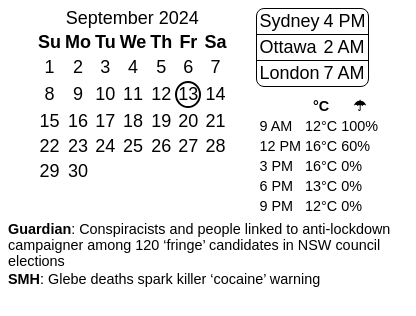 September 2024
Su Mo Tu We Th Fr Sa
1 2 3 4 5 6 7
8 9 10 11 12 13 14
15 16 17 18 19 20 21
22 23 24 25 26 27 28
29 30
Sydney 4 PM
Ottawa 2 AM
London 7 AM
°C ☂
9 AM 12°C 100%
12 PM 16°C 60%
3 PM 16°C 0%
6 PM 13°C 0%
9 PM 12°C 0%
Guardian: Conspiracists and people linked to anti-lockdown
campaigner among 120 ‘fringe’ candidates in NSW council
elections
SMH: Glebe deaths spark killer ‘cocaine’ warning